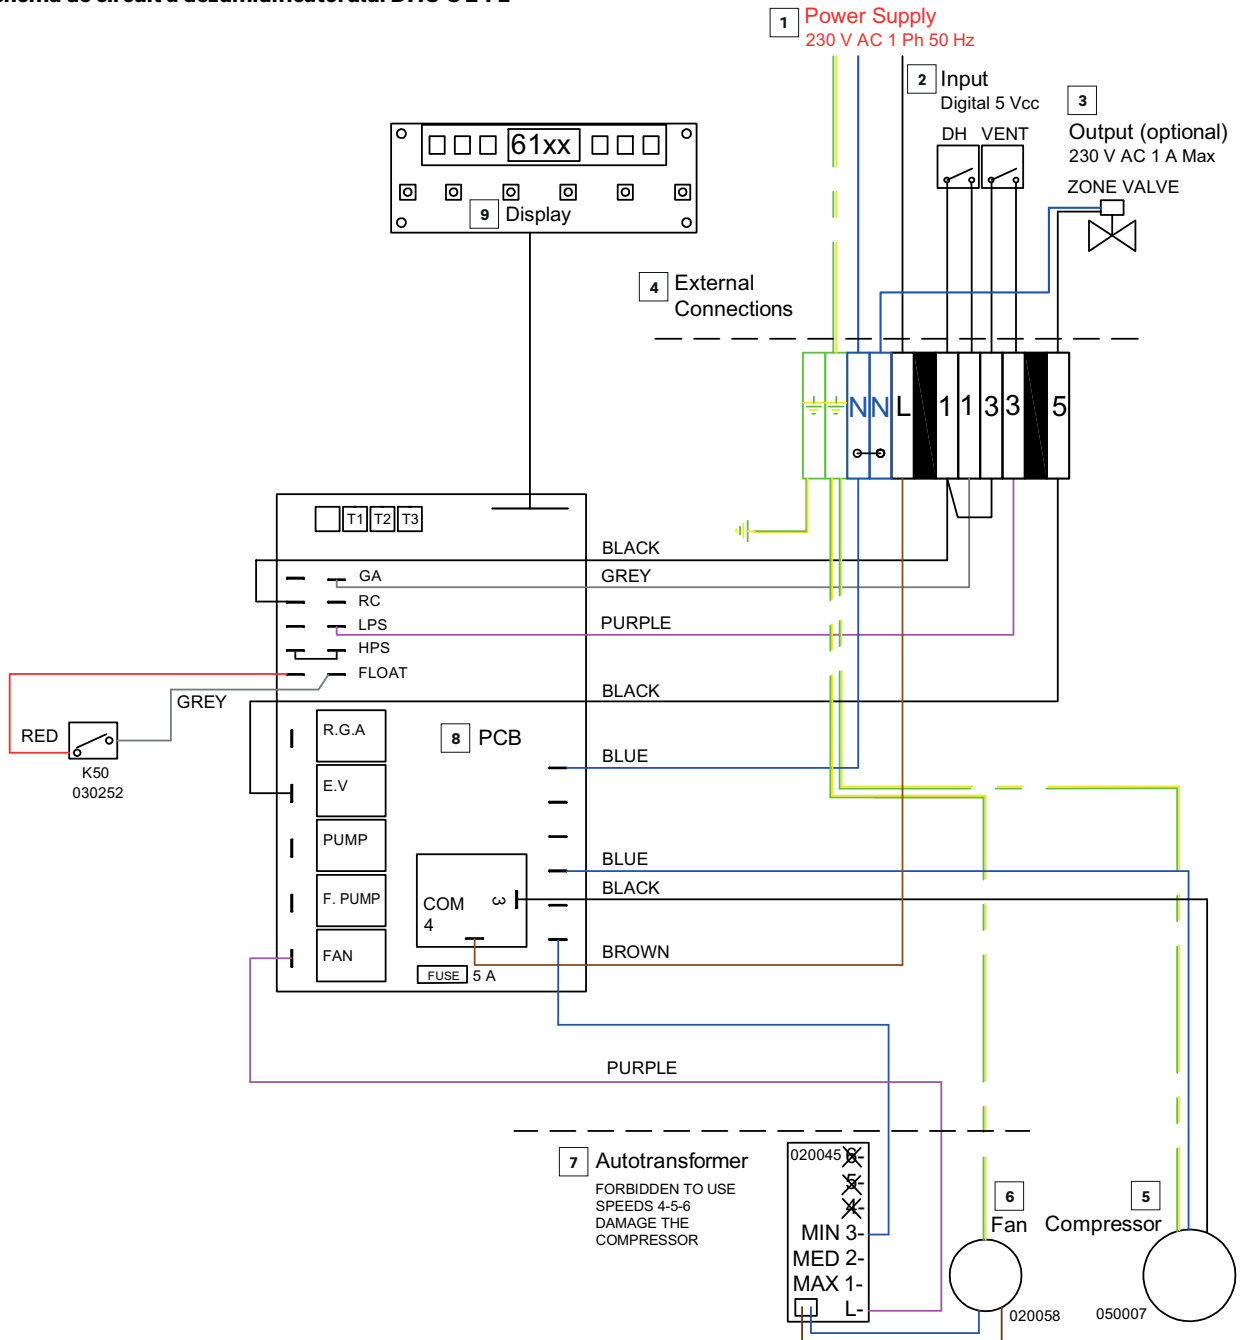 1 Power Supply
230 V AC 1 Ph 50 Hz
2 Input
Digital 5 Vcc
DH VENT
3
Output (optional)
230 V AC 1 A Max
ZONE VALVE
61xx
9 Display
4 External
Connections
N N L 1 1 3 3 5
T1 T2 T3
BLACK
GA
GREY
RC
LPS
PURPLE
HPS
FLOAT
GREY
BLACK
RED
K50
030252
R.G.A
8 PCB
BLUE
E.V
PUMP
BLUE
BLACK
F. PUMP
COM
4
3
FAN
BROWN
FUSE 5 A
PURPLE
7 Autotransformer
FORBIDDEN TO USE
SPEEDS 4-5-6
DAMAGE THE
COMPRESSOR
020045 6-
5-
4-
MIN 3-
MED 2-
MAX 1-
L-
6
Fan
020058
5
Compressor
050007